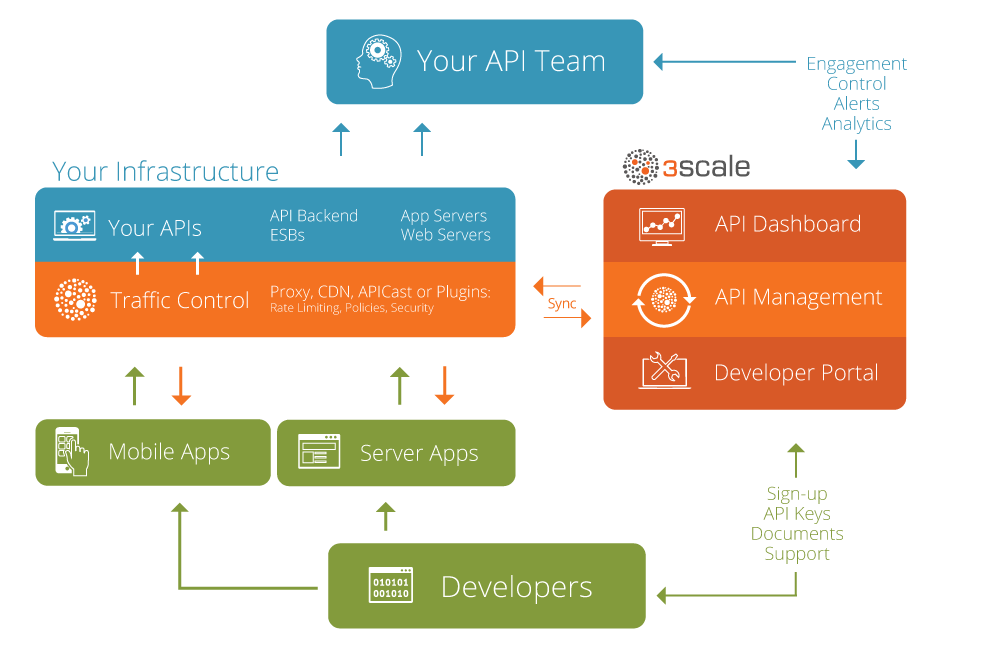 Your API Team
Engagement
Control
Alerts
Analytics
Your Infrastructure
3scale
Your APIs
API Backend
ESBs
App Servers
Web Servers
API Dashboard
Traffic Control
Proxy, CDN, APICast or Plugins:
Rate Limiting, Policies, Security
Sync
API Management
Developer Portal
Mobile Apps
Server Apps
Sign-up
API Keys
Documents
Support
010101
001010
Developers